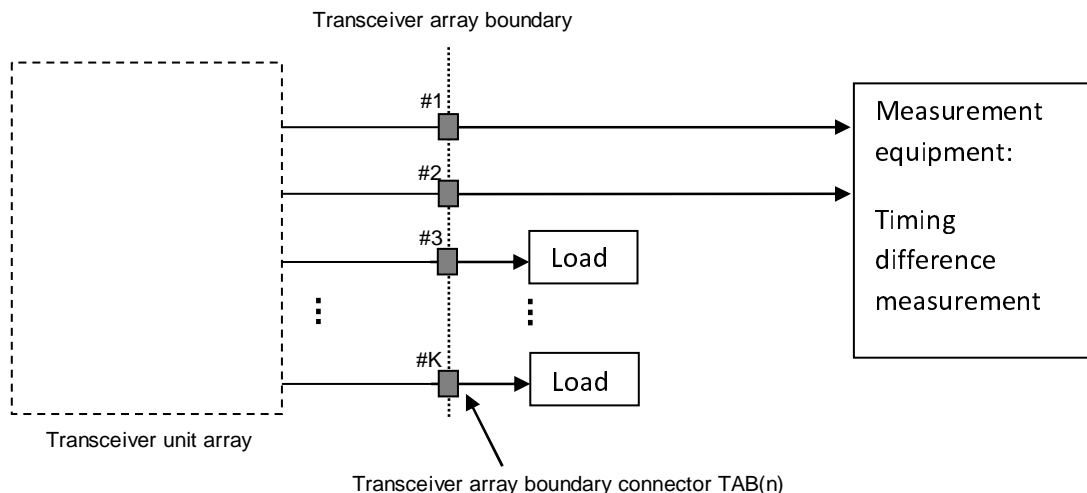 Transceiver array boundary
#1
#2
#3
#K
Load
Load
Measurement
equipment:
Timing
difference
measurement
Transceiver unit array
Transceiver array boundary connector TAB(n)